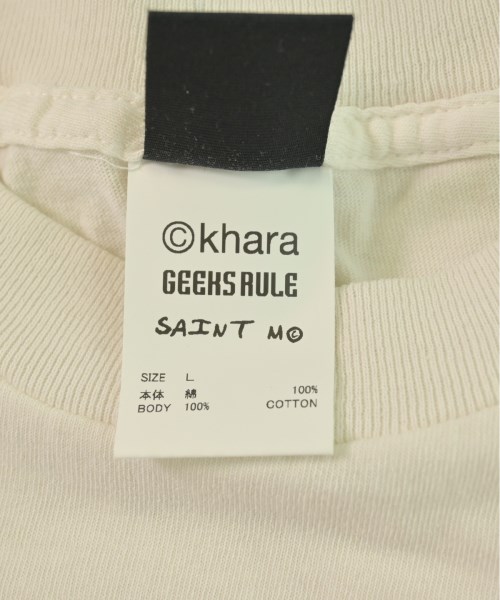 ©khara
GEEKS RULE
SAINT M©
SIZE L
本体 綿 100%
BODY 100% COTTON